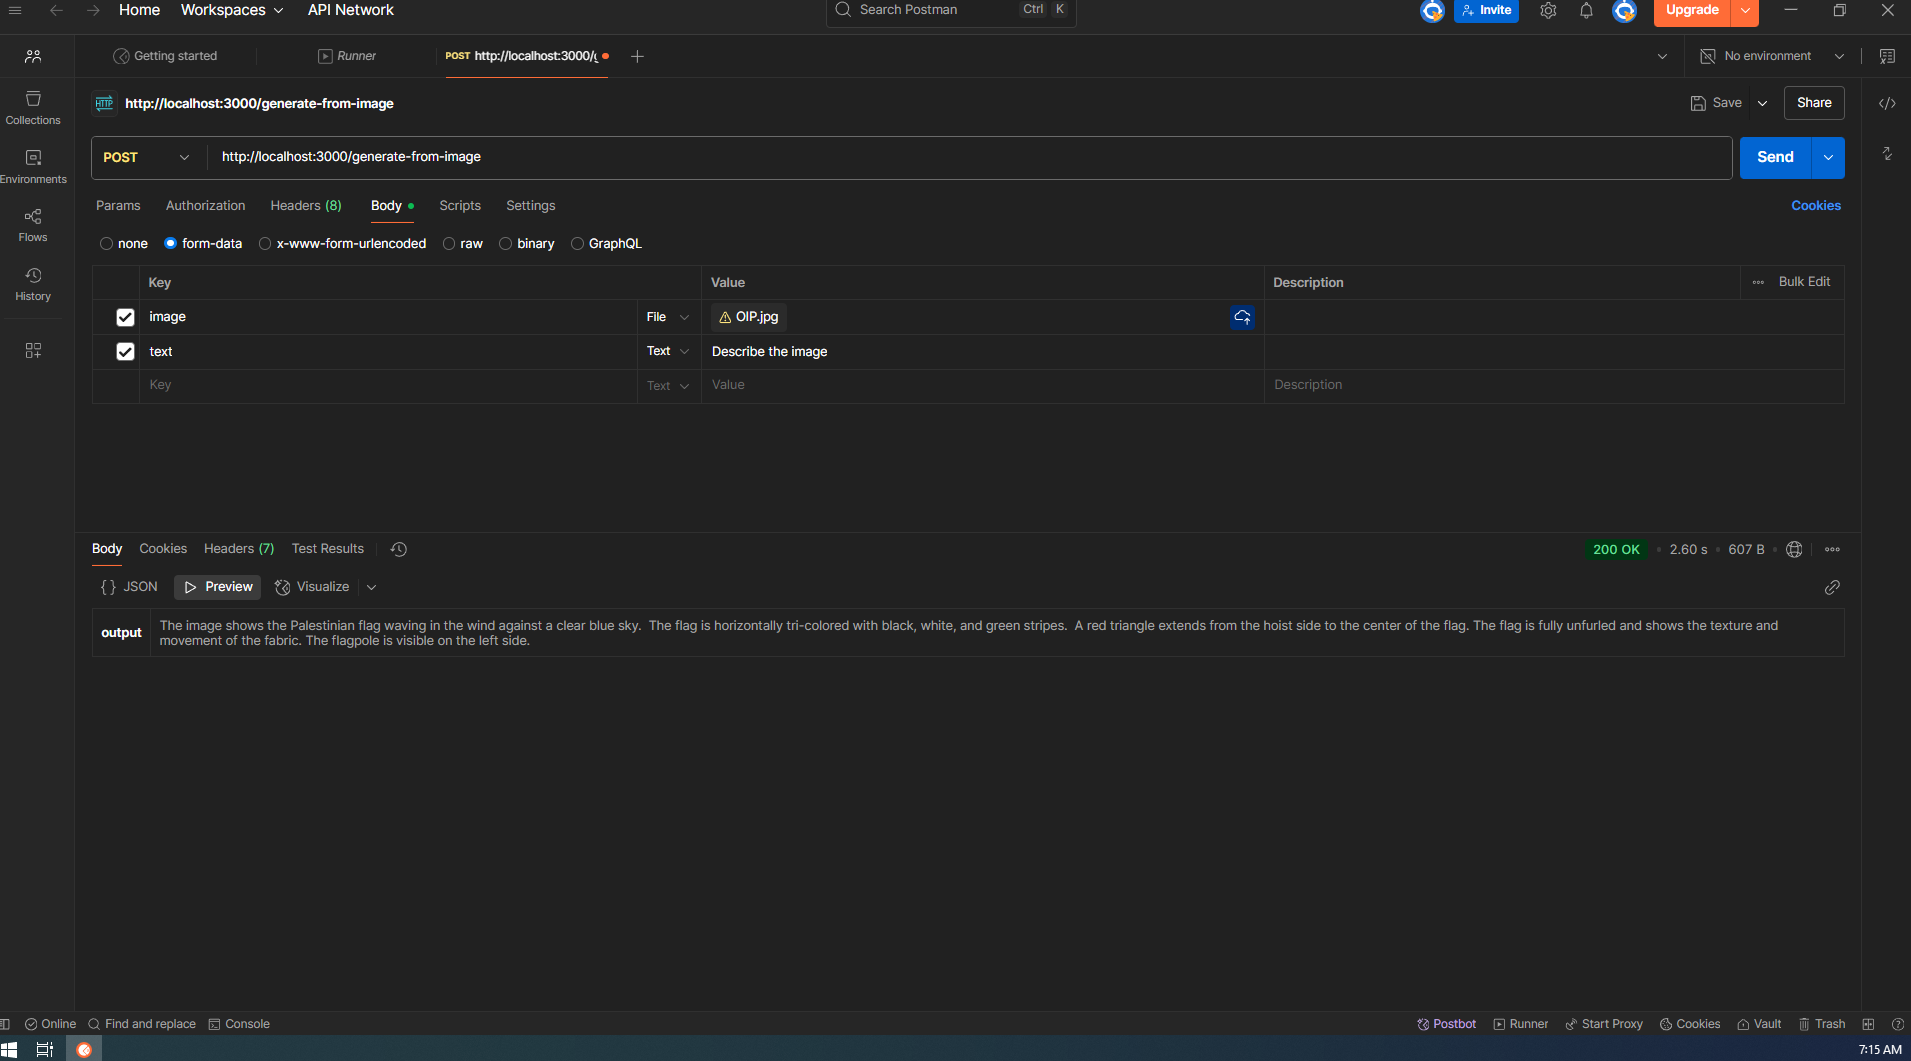 Home Workspaces API Network Search Postman Ctrl K Invite Upgrade
Getting started Runner POST http://localhost:3000/g No environment
HTTP http://localhost:3000/generate-from-image Save Share
POST http://localhost:3000/generate-from-image Send
Params Authorization Headers (8) Body Scripts Settings Cookies
none form-data x-www-form-urlencoded raw binary GraphQL
Key Value Description Bulk Edit
image File OIP.jpg
text Text Describe the image
Key Text Value Description
Collections
Environments
Flows
History
Body Cookies Headers (7) Test Results 200 OK 2.60 s 607 B
{} JSON Preview Visualize
output The image shows the Palestinian flag waving in the wind against a clear blue sky.  The flag is horizontally tri-colored with black, white, and green stripes.  A red triangle extends from the hoist side to the center of the flag. The flag is fully unfurled and shows the texture and
movement of the fabric. The flagpole is visible on the left side.
Online Find and replace Console Postbot Runner Start Proxy Cookies Vault Trash
7:15 AM